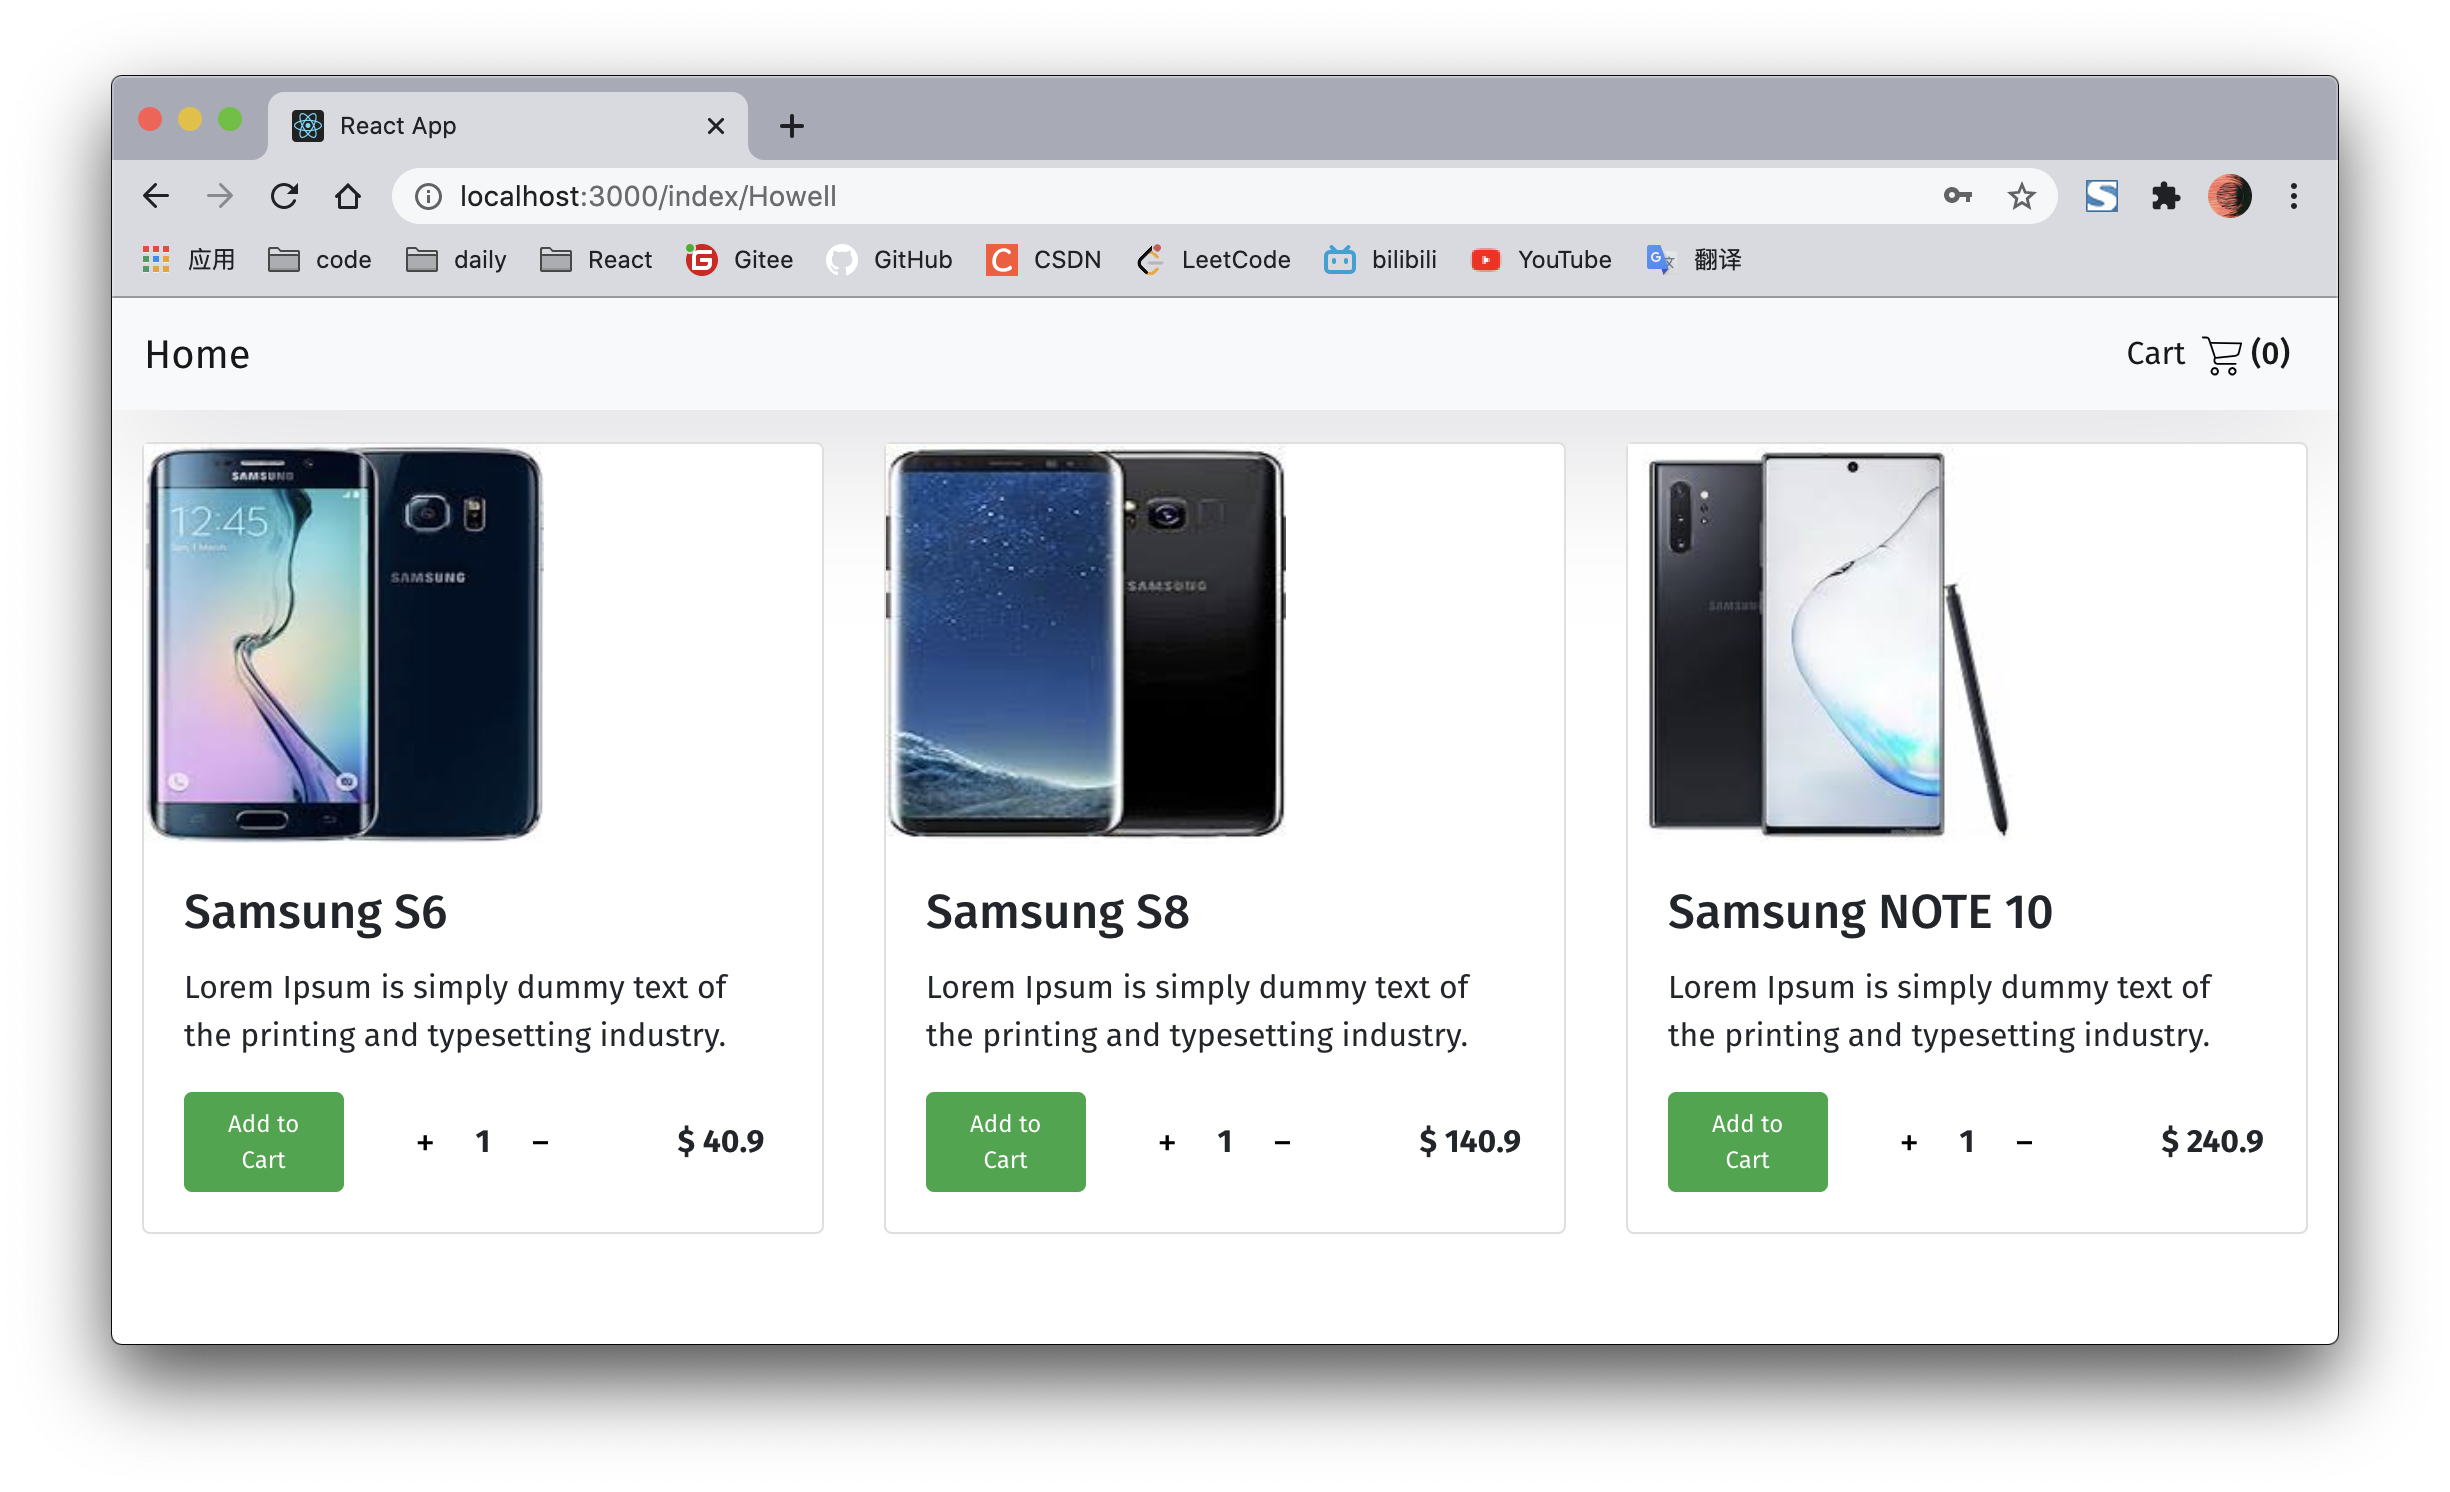 React App
localhost:3000/index/Howell
应用 code daily React Gitee GitHub CSDN LeetCode bilibili YouTube 翻译
Home
Cart (0)
SAMSUNG
12:45
SAMSUNG
SAMSUNG
SAMSUNG
Samsung S6
Lorem Ipsum is simply dummy text of
the printing and typesetting industry.
Add to
Cart
+ 1 −
$ 40.9
Samsung S8
Lorem Ipsum is simply dummy text of
the printing and typesetting industry.
Add to
Cart
+ 1 −
$ 140.9
Samsung NOTE 10
Lorem Ipsum is simply dummy text of
the printing and typesetting industry.
Add to
Cart
+ 1 −
$ 240.9